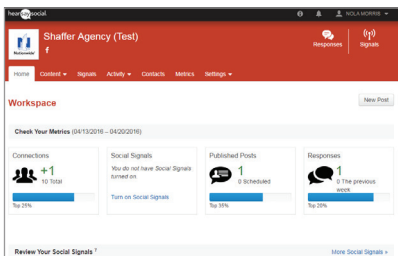 hearsaysocial
NOLA MORRIS
Nationwide
Shaffer Agency (Test)
f
Responses
Signals
Home Content Signals Activity Contacts Metrics Settings
Workspace
New Post
Check Your Metrics (04/13/2016 – 04/20/2016)
Connections
+1
10 Total
Top 25%
Social Signals
You do not have Social Signals
turned on.
Turn on Social Signals
Published Posts
1
0 Scheduled
Top 35%
Responses
1
0 The previous
week
Top 20%
Review Your Social Signals ?
More Social Signals »